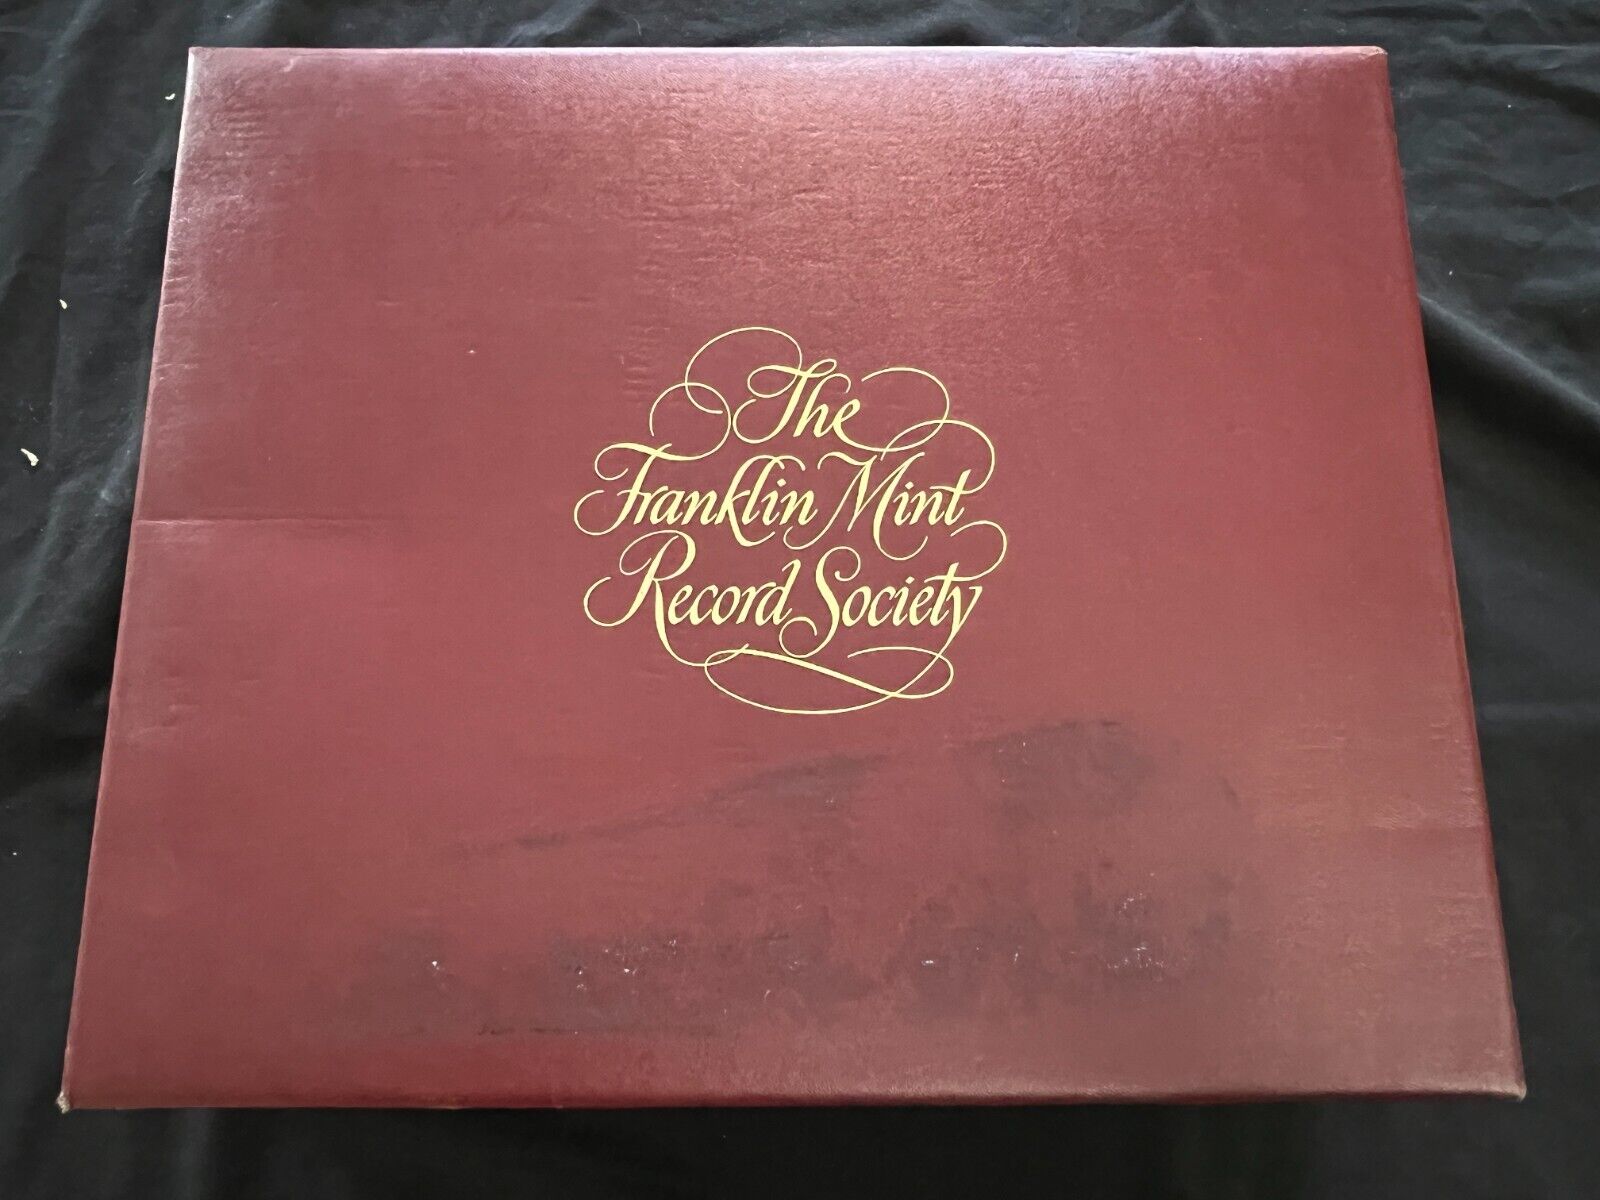 The
Franklin Mint
Record Society